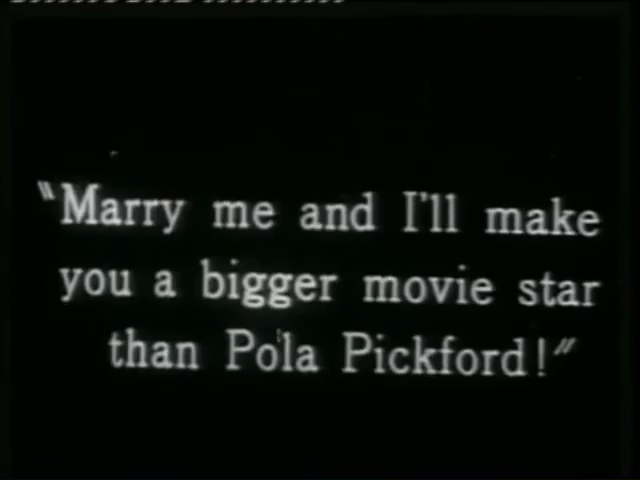 "Marry me and I'll make
you a bigger movie star
than Pola Pickford!"